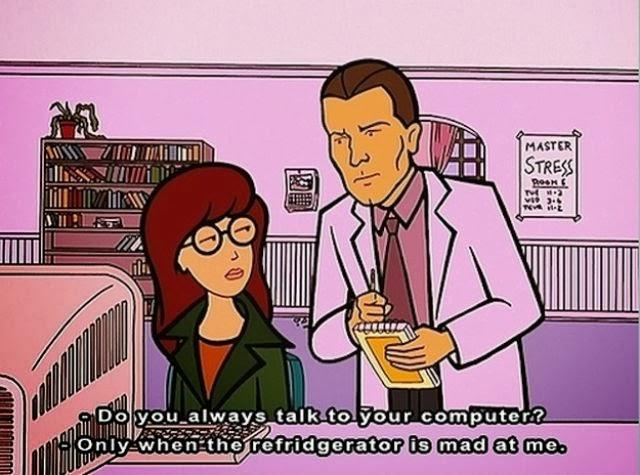 MASTER
STRESS
ROOM E
- Do you always talk to your computer?
- Only when the refridgerator is mad at me.